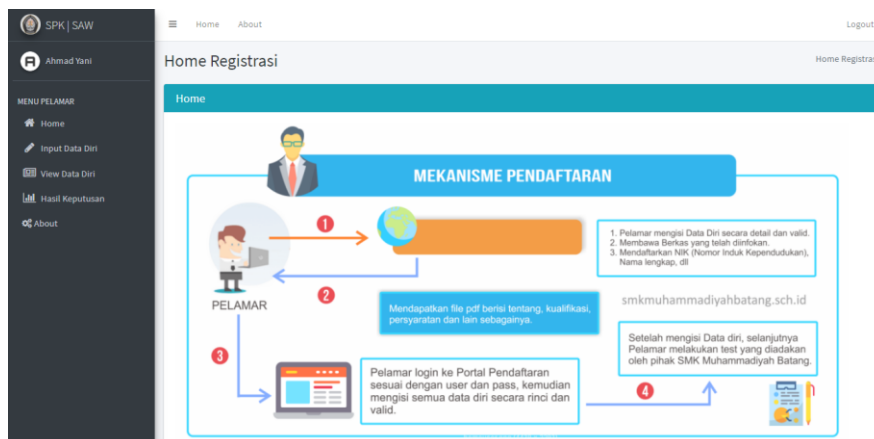 SPK | SAW
Home
About
Logout
Ahmad Yani
Home Registrasi
Home Registras
MENU PELAMAR
Home
Input Data Diri
View Data Diri
Hasil Keputusan
About
Home
MEKANISME PENDAFTARAN
1
1. Pelamar mengisi Data Diri secara detail dan valid.
2. Membawa Berkas yang telah diinfokan.
3. Mendaftarkan NIK (Nomor Induk Kependudukan),
Nama lengkap, dll
PELAMAR
2
Mendapatkan file pdf berisi tentang, kualifikasi,
persyaratan dan lain sebagainya.
smkmuhammadiyahbatang.sch.id
3
Pelamar login ke Portal Pendaftaran
sesuai dengan user dan pass, kemudian
mengisi semua data diri secara rinci dan
valid.
4
Setelah mengisi Data diri, selanjutnya
Pelamar melakukan test yang diadakan
oleh pihak SMK Muhammadiyah Batang.